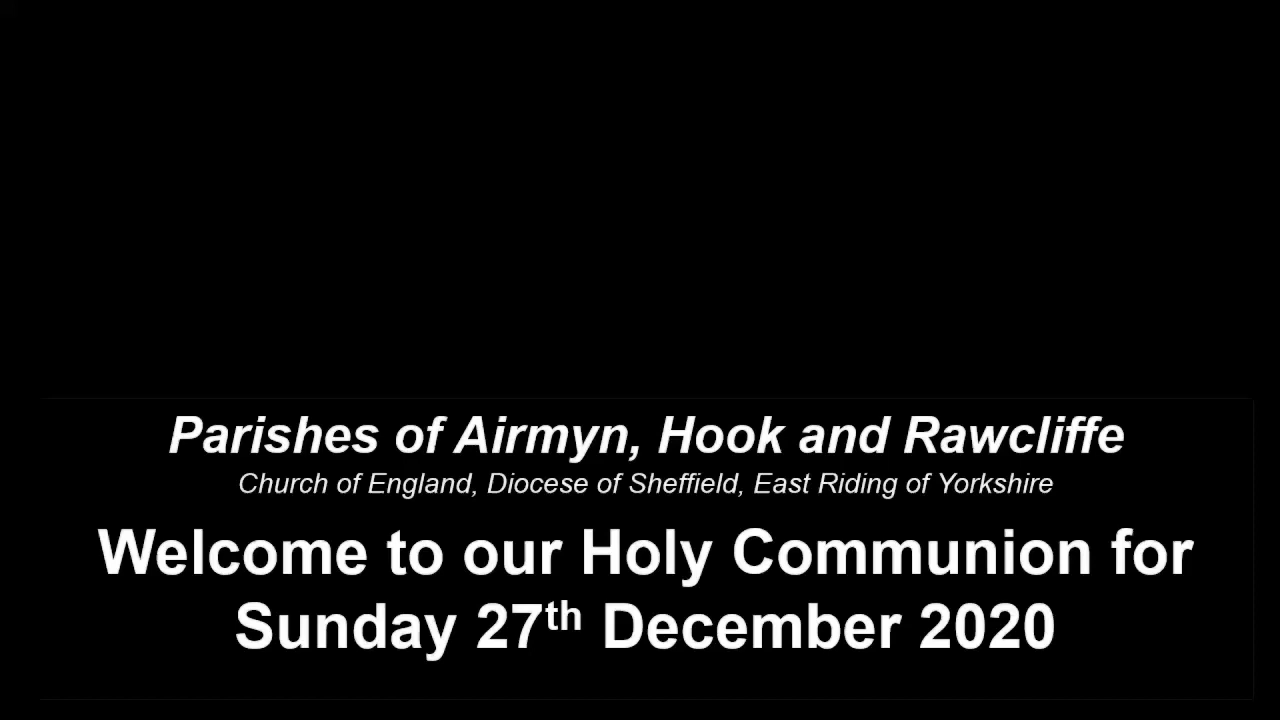 Parishes of Airmyn, Hook and Rawcliffe
Church of England, Diocese of Sheffield, East Riding of Yorkshire
Welcome to our Holy Communion for
Sunday 27th December 2020